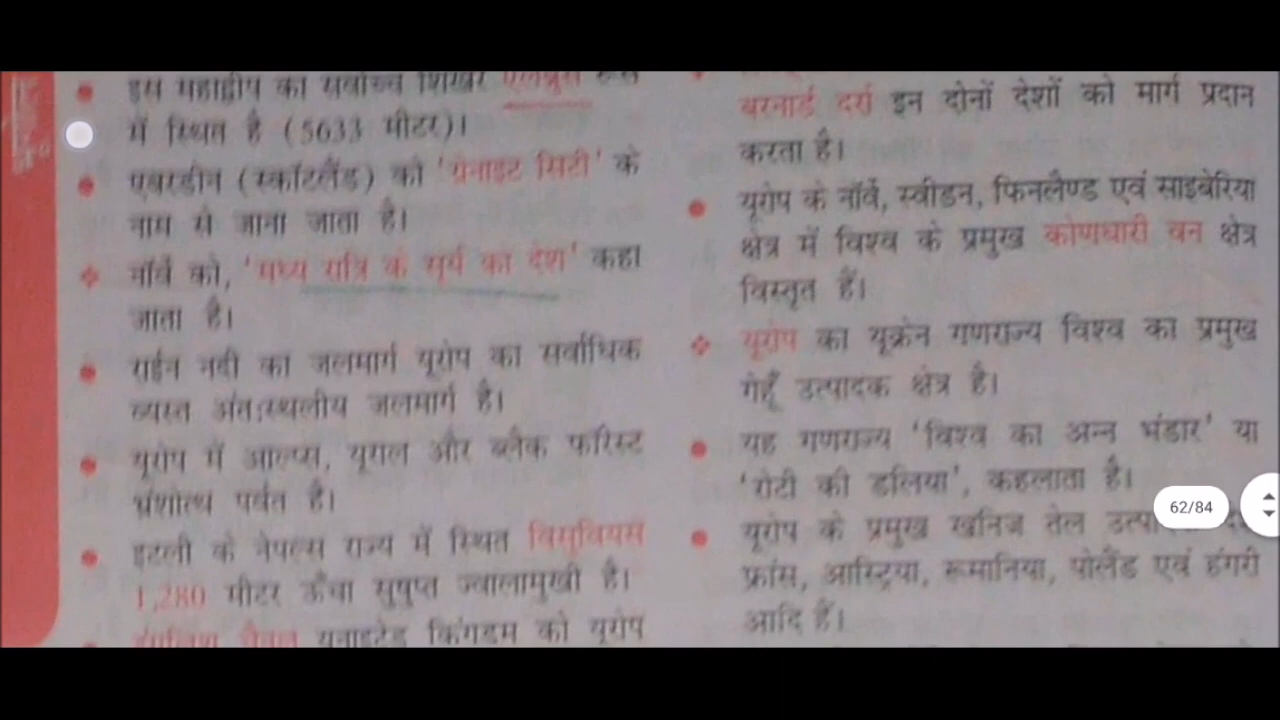 इस महाद्वीप का सर्वोच्च शिखर एलब्रुस रूस
में स्थित है (5633 मीटर)।
एबरडीन (स्कॉटलैंड) को 'ग्रेनाइट सिटी' के
नाम से जाना जाता है।
नॉर्वे को, 'मध्य रात्रि के सूर्य का देश' कहा
जाता है।
राईन नदी का जलमार्ग यूरोप का सर्वाधिक
व्यस्त अंतःस्थलीय जलमार्ग है।
यूरोप में आल्प्स, यूराल और ब्लैक फॉरेस्ट
भ्रंशोत्थ पर्वत है।
इटली के नेपल्स राज्य में स्थित विसुवियस
1,280 मीटर ऊँचा सुषुप्त ज्वालामुखी है।
इंगलिश चैनल यूनाइटेड किंगडम को यूरोप
बरनार्ड दर्रा इन दोनों देशों को मार्ग प्रदान
करता है।
यूरोप के नॉर्वे, स्वीडन, फिनलैण्ड एवं साइबेरिया
क्षेत्र में विश्व के प्रमुख कोणधारी वन क्षेत्र
विस्तृत हैं।
यूरोप का यूक्रेन गणराज्य विश्व का प्रमुख
गेहूँ उत्पादक क्षेत्र है।
यह गणराज्य 'विश्व का अन्न भंडार' या
'रोटी की डलिया', कहलाता है।
यूरोप के प्रमुख खनिज तेल
फ्रांस, आस्ट्रिया, रूमानिया, पोलैंड एवं हंगरी
आदि हैं।
62/84